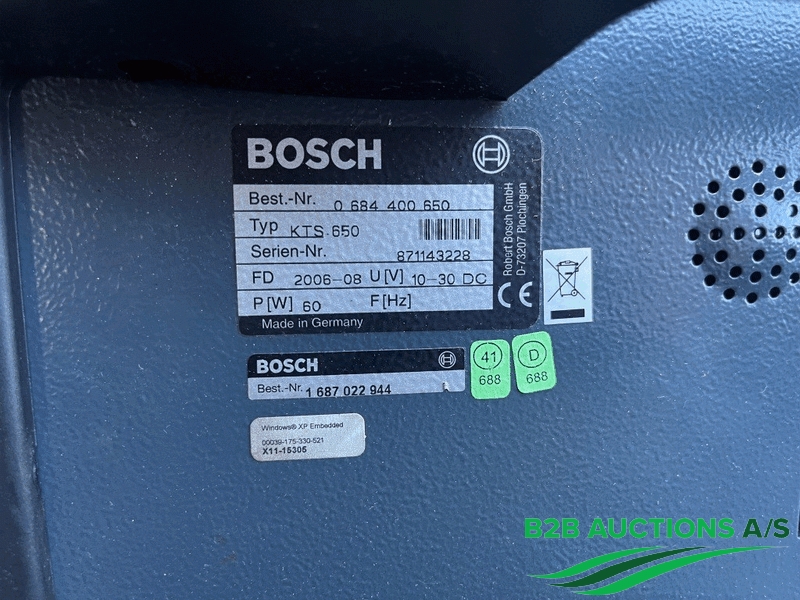 BOSCH
Best.-Nr. 0 684 400 650
Typ KTS 650
Serien-Nr. 871143228
FD 2006-08 U[V] 10-30 DC
P[W] 60 F[Hz]
Made in Germany
Robert Bosch GmbH
D-73207 Plochingen
CE
BOSCH
Best.-Nr. 1 687 022 944
41
688
D
688
Windows® XP Embedded
00039-175-330-521
X11-15305
B2B AUCTIONS A/S